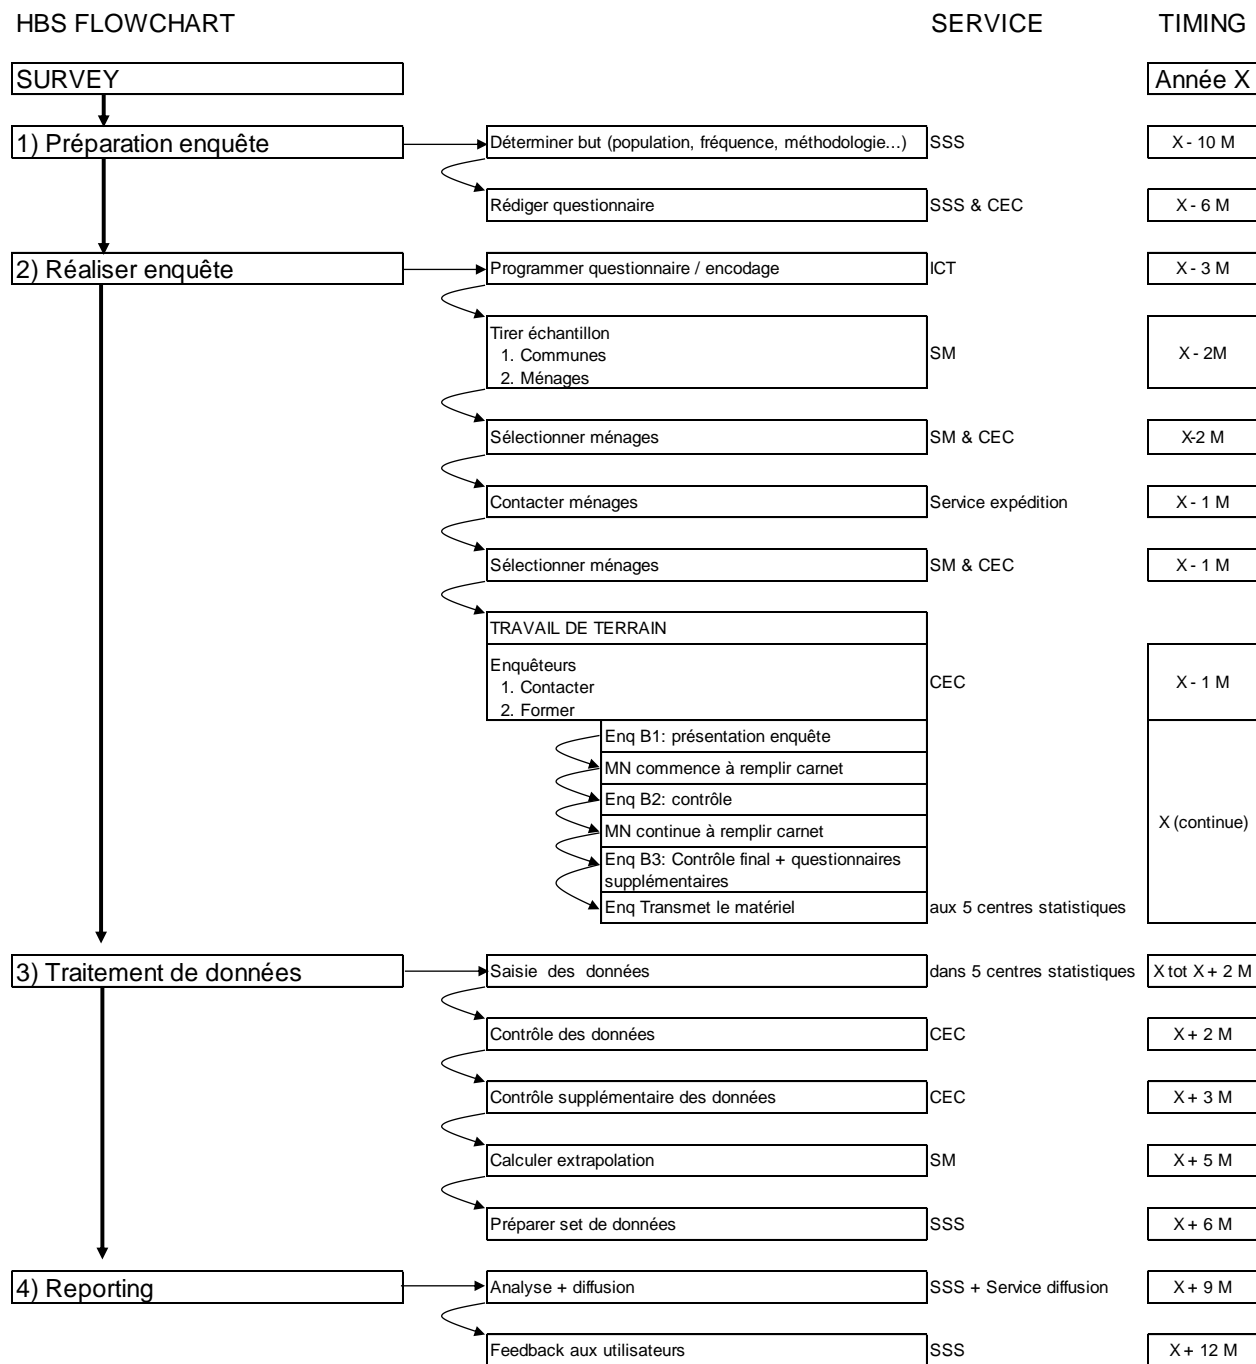 HBS FLOWCHART SERVICE TIMING
SURVEY Année X
1) Préparation enquête Déterminer but (population, fréquence, méthodologie...) SSS X - 10 M
Rédiger questionnaire SSS & CEC X - 6 M
2) Réaliser enquête Programmer questionnaire / encodage ICT X - 3 M
Tirer échantillon
1. Communes SM X - 2M
2. Ménages
Sélectionner ménages SM & CEC X-2 M
Contacter ménages Service expédition X - 1 M
Sélectionner ménages SM & CEC X - 1 M
TRAVAIL DE TERRAIN
Enquêteurs
1. Contacter CEC X - 1 M
2. Former
Enq B1: présentation enquête
MN commence à remplir carnet
Enq B2: contrôle
MN continue à remplir carnet X (continue)
Enq B3: Contrôle final + questionnaires
supplémentaires
Enq Transmet le matériel aux 5 centres statistiques
3) Traitement de données Saisie des données dans 5 centres statistiques X tot X + 2 M
Contrôle des données CEC X + 2 M
Contrôle supplémentaire des données CEC X + 3 M
Calculer extrapolation SM X + 5 M
Préparer set de données SSS X + 6 M
4) Reporting Analyse + diffusion SSS + Service diffusion X + 9 M
Feedback aux utilisateurs SSS X + 12 M